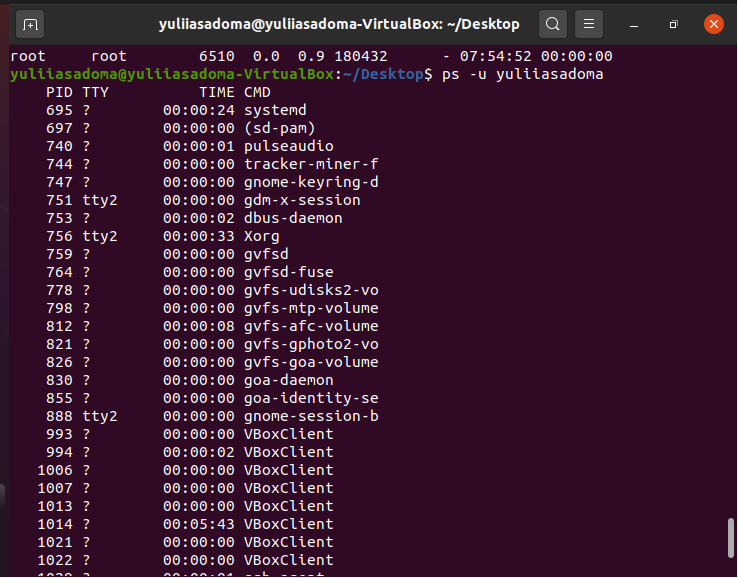 yuliiasadoma@yuliiasadoma-VirtualBox: ~/Desktop
root     root        6510  0.0  0.9 180432      - 07:54:52 00:00:00
yuliiasadoma@yuliiasadoma-VirtualBox:~/Desktop$ ps -u yuliiasadoma
    PID TTY          TIME CMD
    695 ?        00:00:24 systemd
    697 ?        00:00:00 (sd-pam)
    740 ?        00:00:01 pulseaudio
    744 ?        00:00:00 tracker-miner-f
    747 ?        00:00:00 gnome-keyring-d
    751 tty2     00:00:00 gdm-x-session
    753 ?        00:00:02 dbus-daemon
    756 tty2     00:00:33 Xorg
    759 ?        00:00:00 gvfsd
    764 ?        00:00:00 gvfsd-fuse
    778 ?        00:00:00 gvfs-udisks2-vo
    798 ?        00:00:00 gvfs-mtp-volume
    812 ?        00:00:08 gvfs-afc-volume
    821 ?        00:00:00 gvfs-gphoto2-vo
    826 ?        00:00:00 gvfs-goa-volume
    830 ?        00:00:00 goa-daemon
    855 ?        00:00:00 goa-identity-se
    888 tty2     00:00:00 gnome-session-b
    993 ?        00:00:00 VBoxClient
    994 ?        00:00:02 VBoxClient
   1006 ?        00:00:00 VBoxClient
   1007 ?        00:00:00 VBoxClient
   1013 ?        00:00:00 VBoxClient
   1014 ?        00:05:43 VBoxClient
   1021 ?        00:00:00 VBoxClient
   1022 ?        00:00:00 VBoxClient